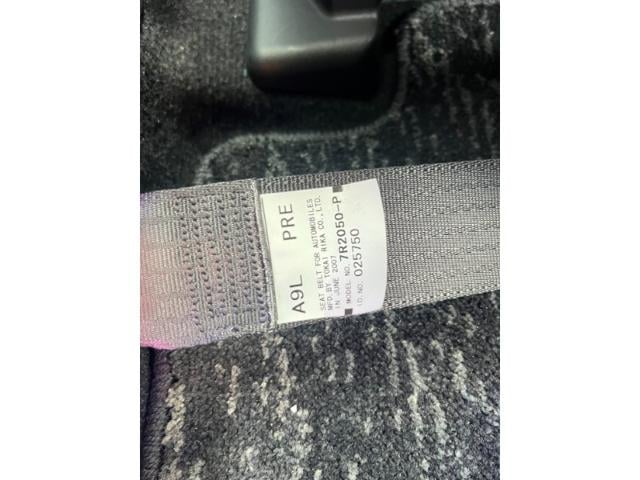 A9L PRE
SEAT BELT FOR AUTOMOBILES
MFD. BY TOKAI RIKA CO., LTD.
IN JUNE 2007
MODEL NO. 7R2050-P
I.D. NO. 025750